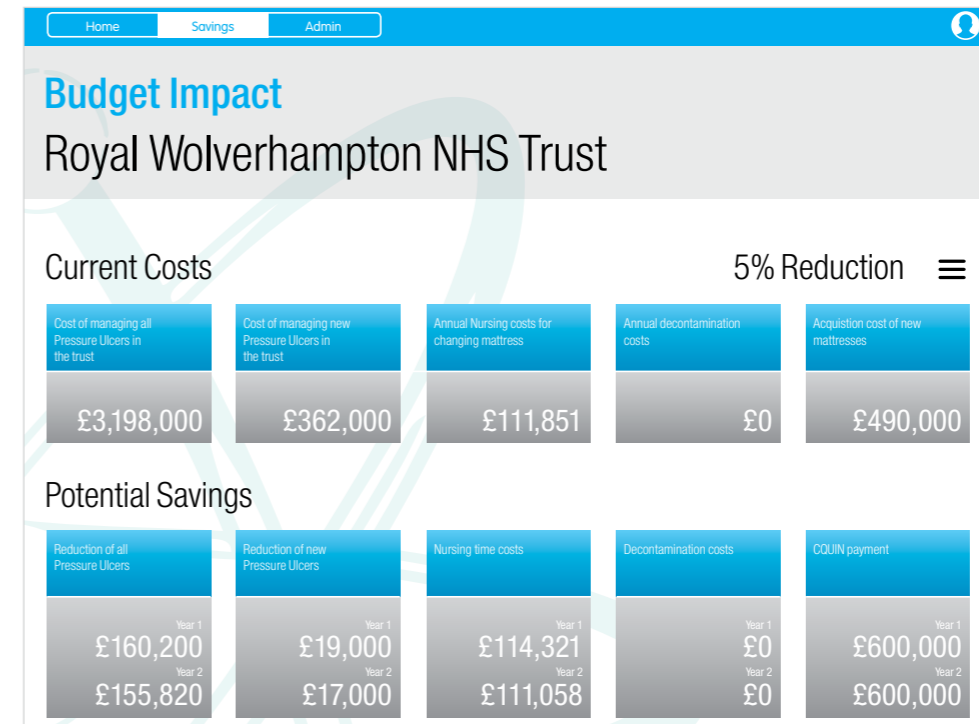 Home Savings Admin
Budget Impact
Royal Wolverhampton NHS Trust
Current Costs
5% Reduction
Cost of managing all
Pressure Ulcers in
the trust
£3,198,000
Cost of managing new
Pressure Ulcers in
the trust
£362,000
Annual Nursing costs for
changing mattress
£111,851
Annual decontamination
costs
£0
Acquistion cost of new
mattresses
£490,000
Potential Savings
Reduction of all
Pressure Ulcers
Year 1
£160,200
Year 2
£155,820
Reduction of new
Pressure Ulcers
Year 1
£19,000
Year 2
£17,000
Nursing time costs
Year 1
£114,321
Year 2
£111,058
Decontamination costs
Year 1
£0
Year 2
£0
CQUIN payment
Year 1
£600,000
Year 2
£600,000